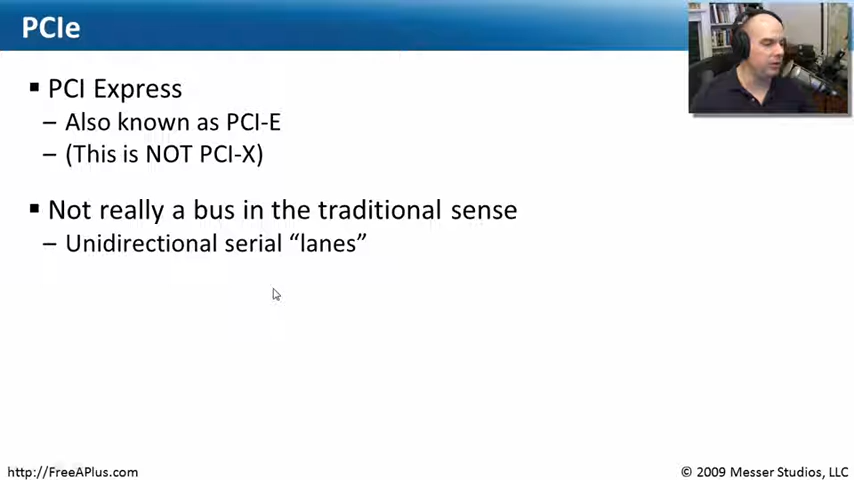 PCIe
▪ PCI Express
– Also known as PCI-E
– (This is NOT PCI-X)
▪ Not really a bus in the traditional sense
– Unidirectional serial “lanes”
http://FreeAPlus.com
© 2009 Messer Studios, LLC